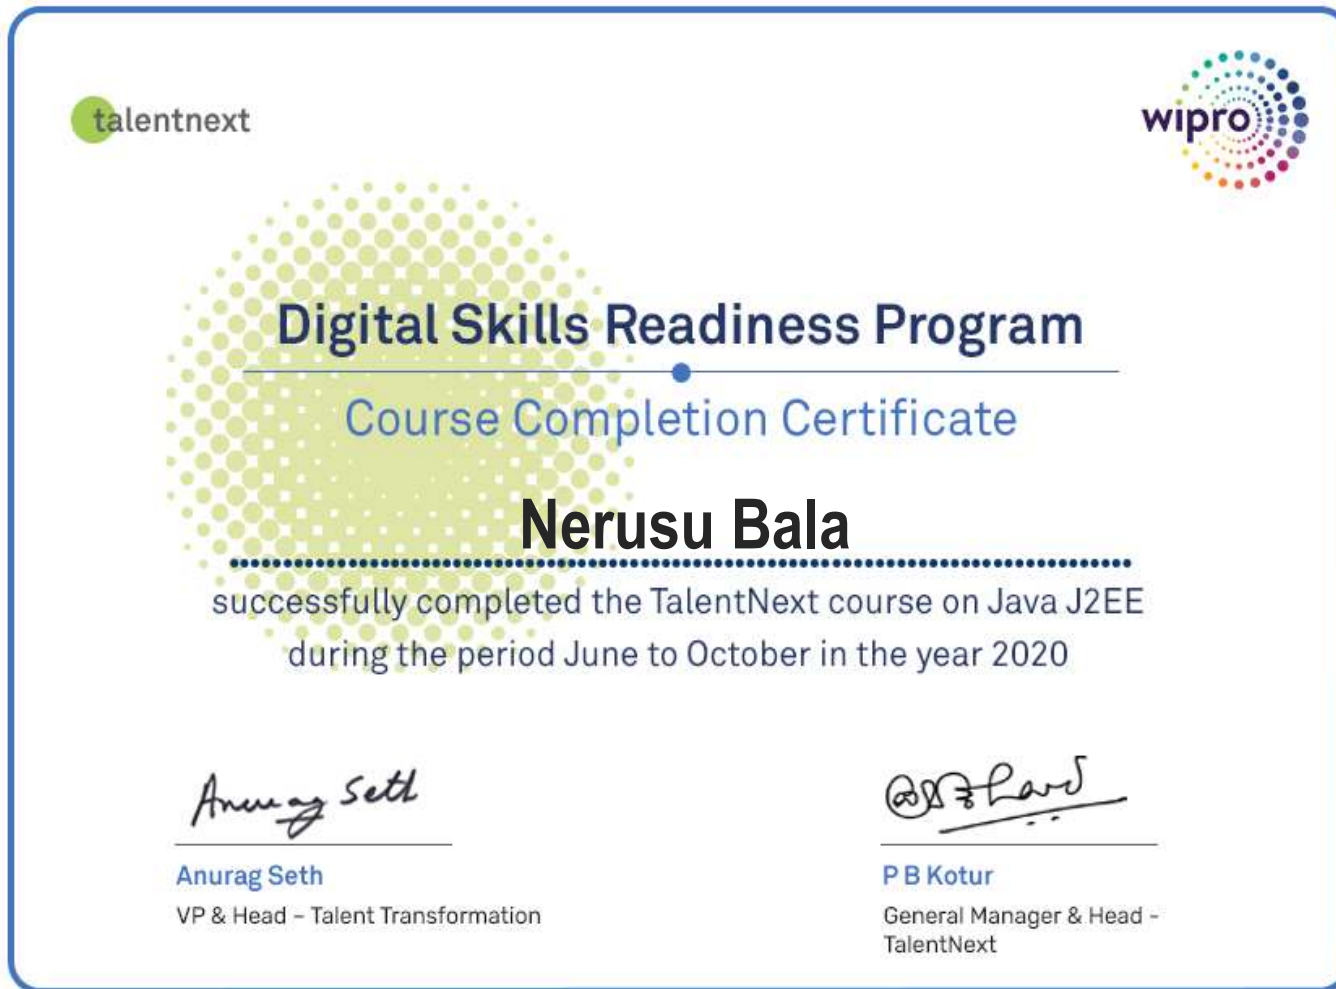 talentnext
wipro
Digital Skills Readiness Program
Course Completion Certificate
Nerusu Bala
successfully completed the TalentNext course on Java J2EE
during the period June to October in the year 2020
Anurag Seth
Anurag Seth
P B Kotur
VP & Head – Talent Transformation
General Manager & Head -
TalentNext